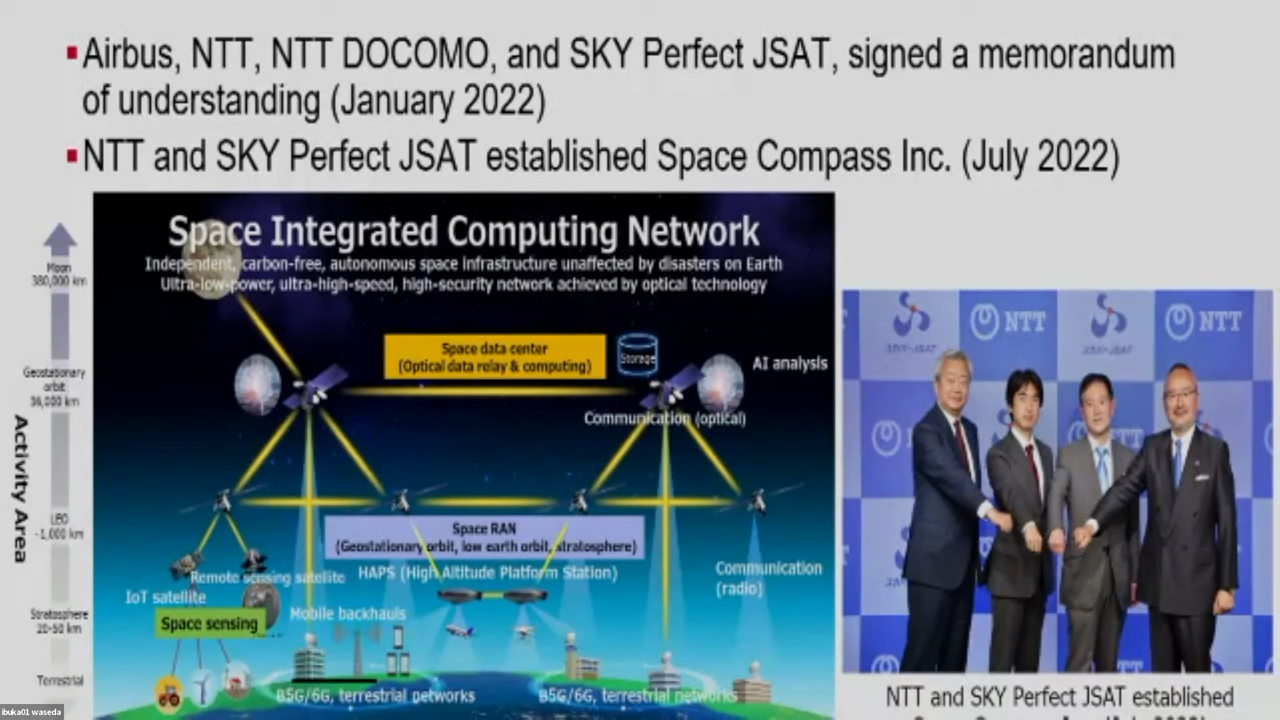 ▪Airbus, NTT, NTT DOCOMO, and SKY Perfect JSAT, signed a memorandum
of understanding (January 2022)
▪NTT and SKY Perfect JSAT established Space Compass Inc. (July 2022)
Space Integrated Computing Network
Independent, carbon-free, autonomous space infrastructure unaffected by disasters on Earth
Ultra-low-power, ultra-high-speed, high-security network achieved by optical technology
Moon
380,000 km
Geostationary
orbit
36,000 km
Activity Area
LEO
-1,000 km
Stratosphere
20-50 km
Terrestrial
Space data center
(Optical data relay & computing)
Storage
AI analysis
Communication (optical)
Space RAN
(Geostationary orbit, low earth orbit, stratosphere)
HAPS (High Altitude Platform Station)
Communication
(radio)
Remote sensing satellite
IoT satellite
Space sensing
Mobile backhauls
B5G/6G, terrestrial networks
B5G/6G, terrestrial networks
NTT
NTT
NTT
NTT and SKY Perfect JSAT established
ibuka01 waseda